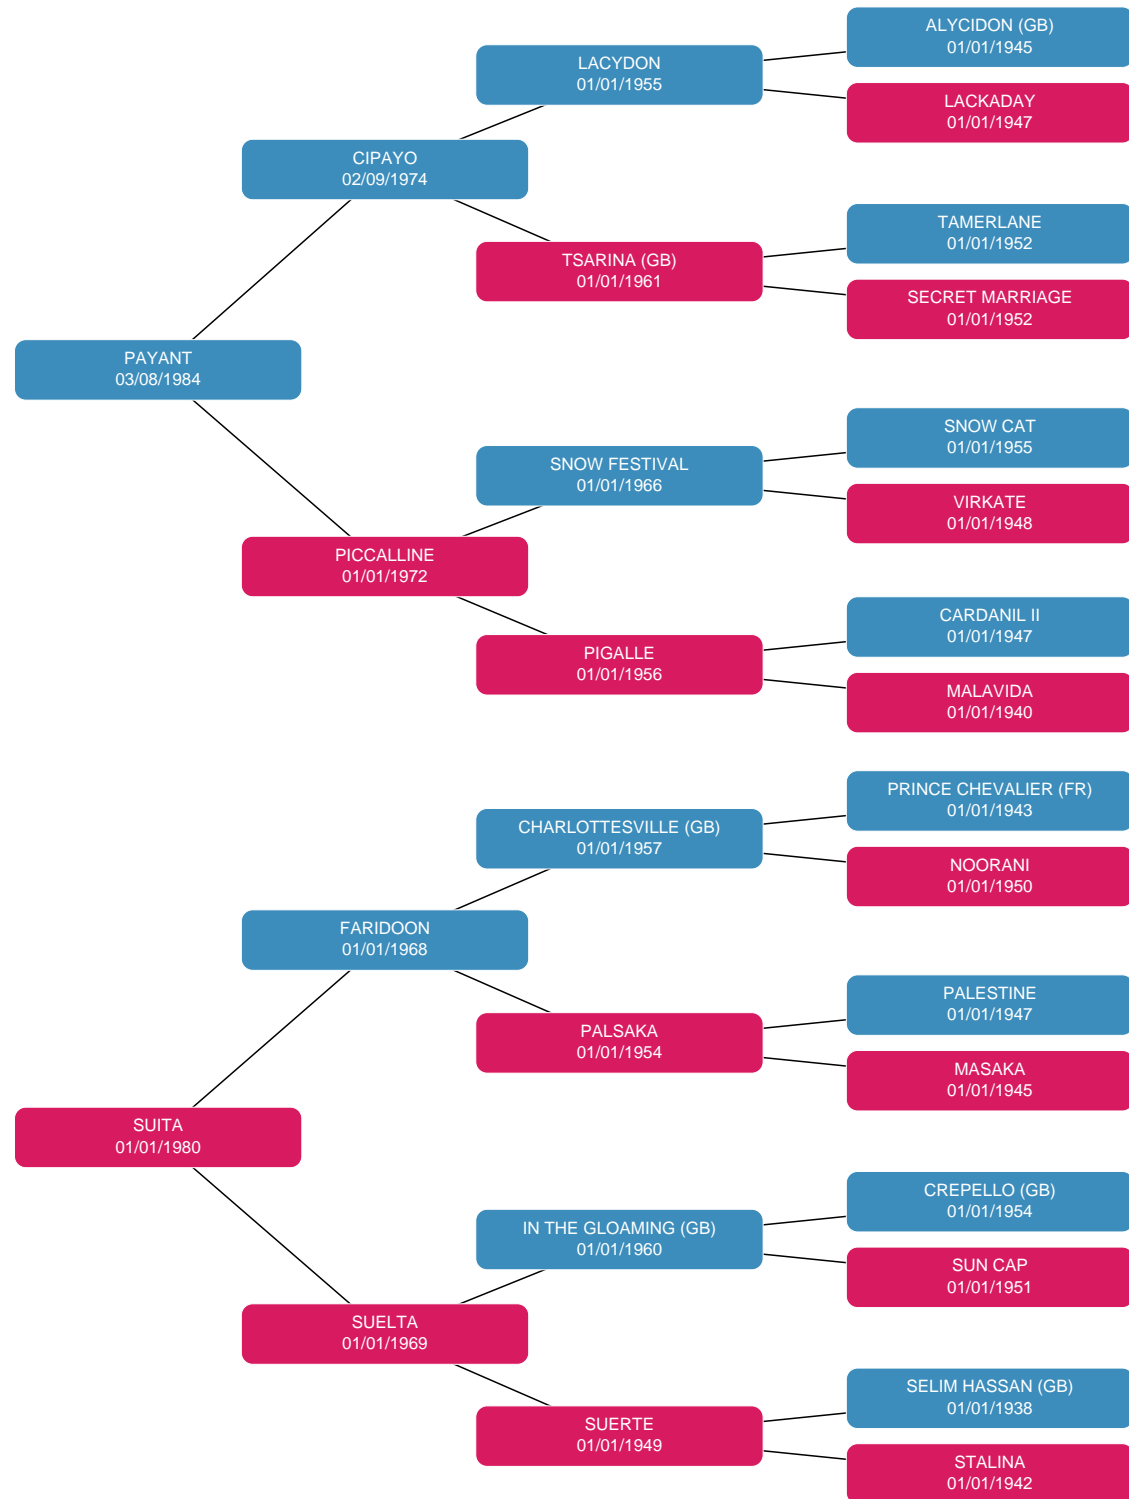 ALYCIDON (GB)
01/01/1945
LACYDON
01/01/1955
LACKADAY
01/01/1947
CIPAYO
02/09/1974
TAMERLANE
01/01/1952
TSARINA (GB)
01/01/1961
SECRET MARRIAGE
01/01/1952
PAYANT
03/08/1984
SNOW CAT
01/01/1955
SNOW FESTIVAL
01/01/1966
VIRKATE
01/01/1948
PICCALLINE
01/01/1972
CARDANIL II
01/01/1947
PIGALLE
01/01/1956
MALAVIDA
01/01/1940
PRINCE CHEVALIER (FR)
01/01/1943
CHARLOTTESVILLE (GB)
01/01/1957
NOORANI
01/01/1950
FARIDOON
01/01/1968
PALESTINE
01/01/1947
PALSAKA
01/01/1954
MASAKA
01/01/1945
SUITA
01/01/1980
CREPELLO (GB)
01/01/1954
IN THE GLOAMING (GB)
01/01/1960
SUN CAP
01/01/1951
SUELTA
01/01/1969
SELIM HASSAN (GB)
01/01/1938
SUERTE
01/01/1949
STALINA
01/01/1942